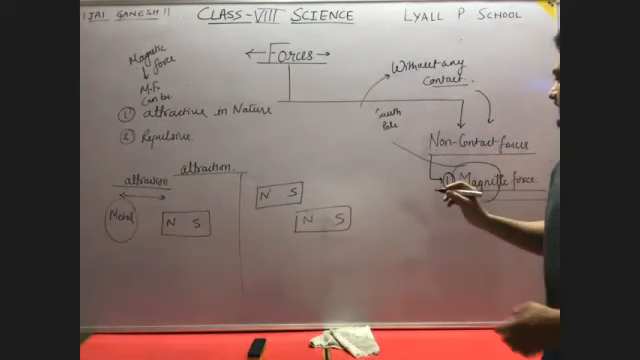 || JAI GANESH ||
CLASS-VIII SCIENCE
LYALL P SCHOOL
Forces
Magnetic
force
M.F.
Can be
① attractive in Nature
② Repulsive.
Without any
Contact.
South
Pole
Non-Contact forces
① Magnetic force
attraction
attraction.
Metal
N S
N S
N S